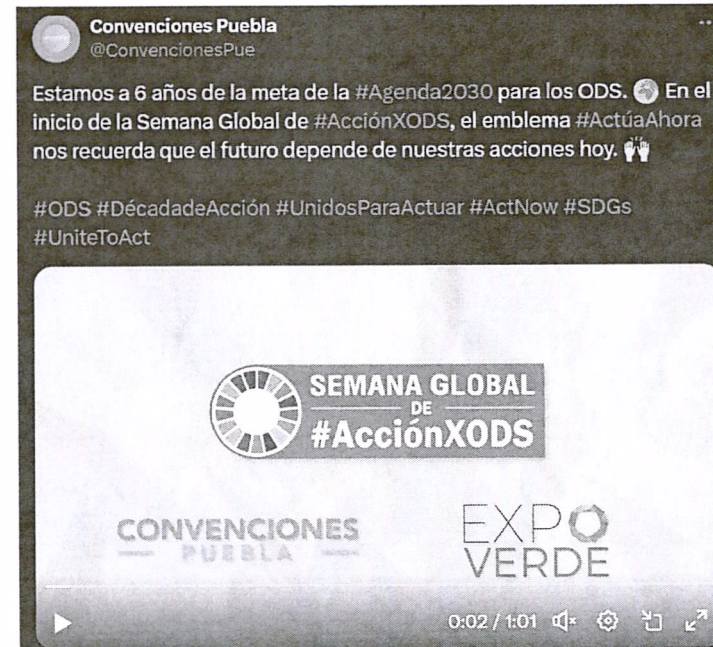 Convenciones Puebla
@ConvencionesPue
Estamos a 6 años de la meta de la #Agenda2030 para los ODS. 🌍 En el
inicio de la Semana Global de #AcciónXODS, el emblema #ActúaAhora
nos recuerda que el futuro depende de nuestras acciones hoy. 🙌
#ODS #DécadadeAcción #UnidosParaActuar #ActNow #SDGs
#UniteToAct
SEMANA GLOBAL
DE
#AcciónXODS
CONVENCIONES
PUEBLA
EXPO
VERDE
0:02 / 1:01